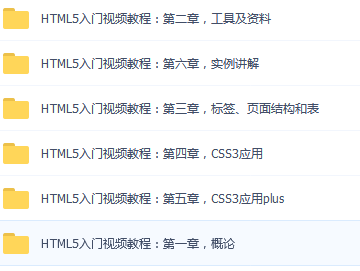 HTML5入门视频教程：第二章，工具及资料
HTML5入门视频教程：第六章，实例讲解
HTML5入门视频教程：第三章，标签、页面结构和表
HTML5入门视频教程：第四章，CSS3应用
HTML5入门视频教程：第五章，CSS3应用plus
HTML5入门视频教程：第一章，概论